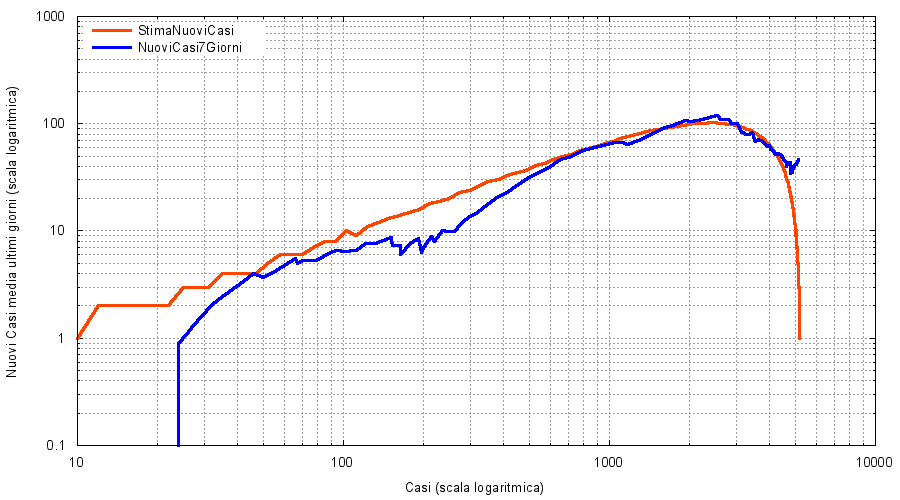 1000
100
10
1
0.1
Nuovi Casi media ultimi giorni (scala logaritmica)
StimaNuoviCasi
NuoviCasi7Giorni
10 100 1000 10000
Casi (scala logaritmica)